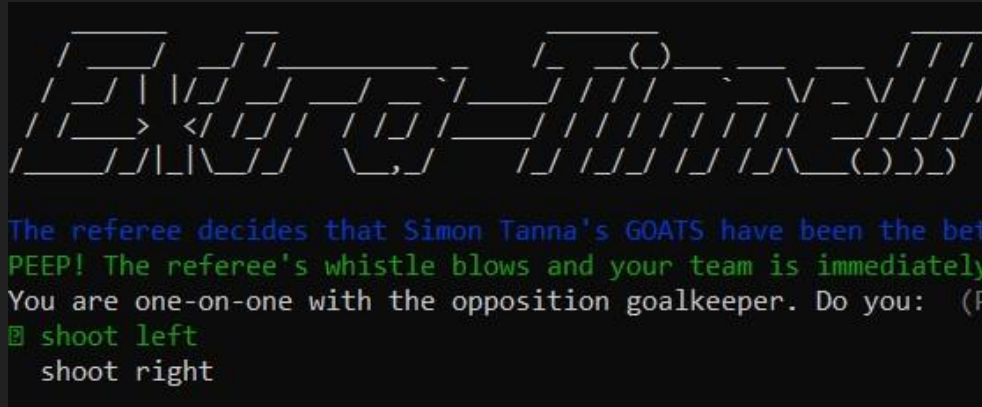 Extra-Time!!!
The referee decides that Simon Tanna's GOATS have been the bet
PEEP! The referee's whistle blows and your team is immediately
You are one-on-one with the opposition goalkeeper. Do you:  (P
shoot left
shoot right